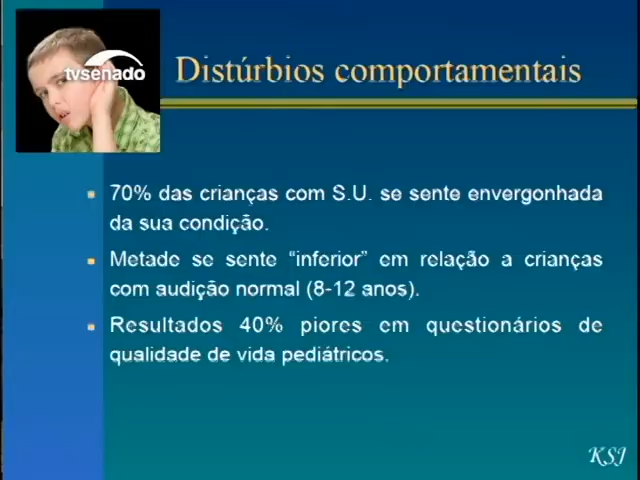 tvsenado
Distúrbios comportamentais
70% das crianças com S.U. se sente envergonhada
da sua condição.
Metade se sente “inferior” em relação a crianças
com audição normal (8-12 anos).
Resultados 40% piores em questionários de
qualidade de vida pediátricos.
KSJ